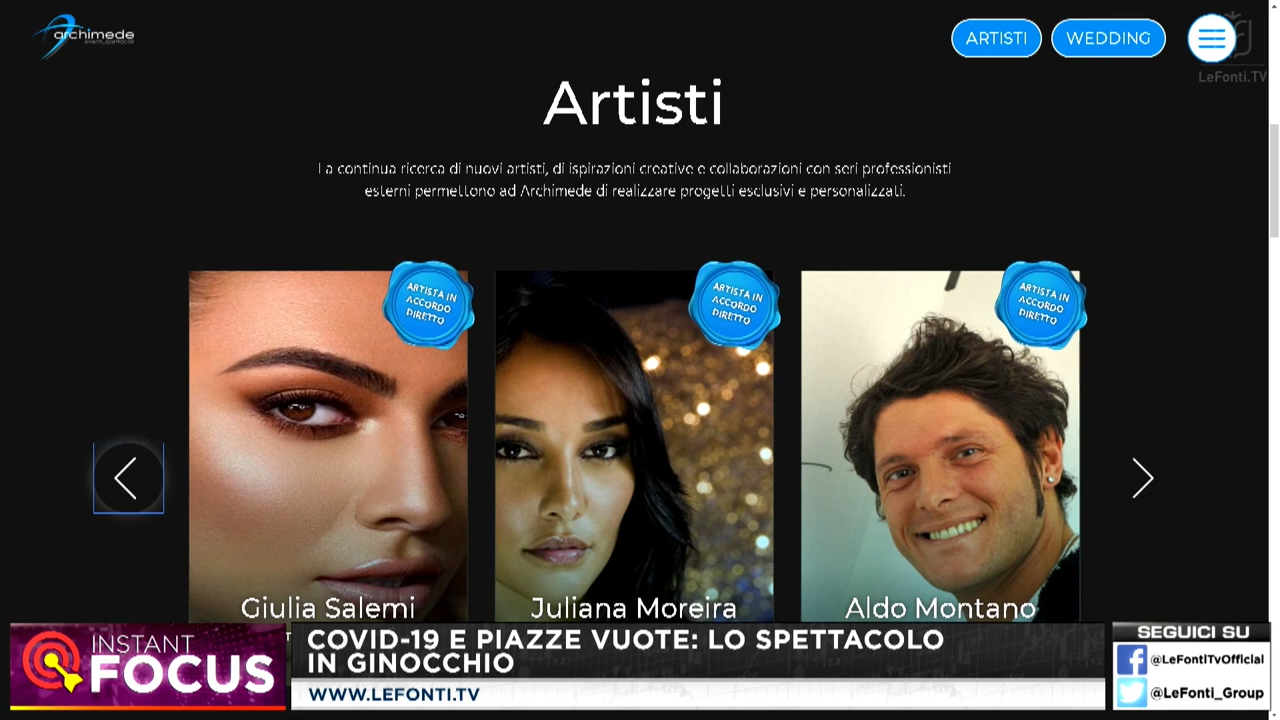 archimede
ARTISTI
WEDDING
LeFonti.TV
Artisti
La continua ricerca di nuovi artisti, di ispirazioni creative e collaborazioni con seri professionisti
esterni permettono ad Archimede di realizzare progetti esclusivi e personalizzati.
ARTISTA IN
ACCORDO
DIRETTO
ARTISTA IN
ACCORDO
DIRETTO
ARTISTA IN
ACCORDO
DIRETTO
Giulia Salemi
Juliana Moreira
Aldo Montano
INSTANT
FOCUS
COVID-19 E PIAZZE VUOTE: LO SPETTACOLO
IN GINOCCHIO
WWW.LEFONTI.TV
SEGUICI SU
@LeFontiTvOfficial
@LeFonti_Group